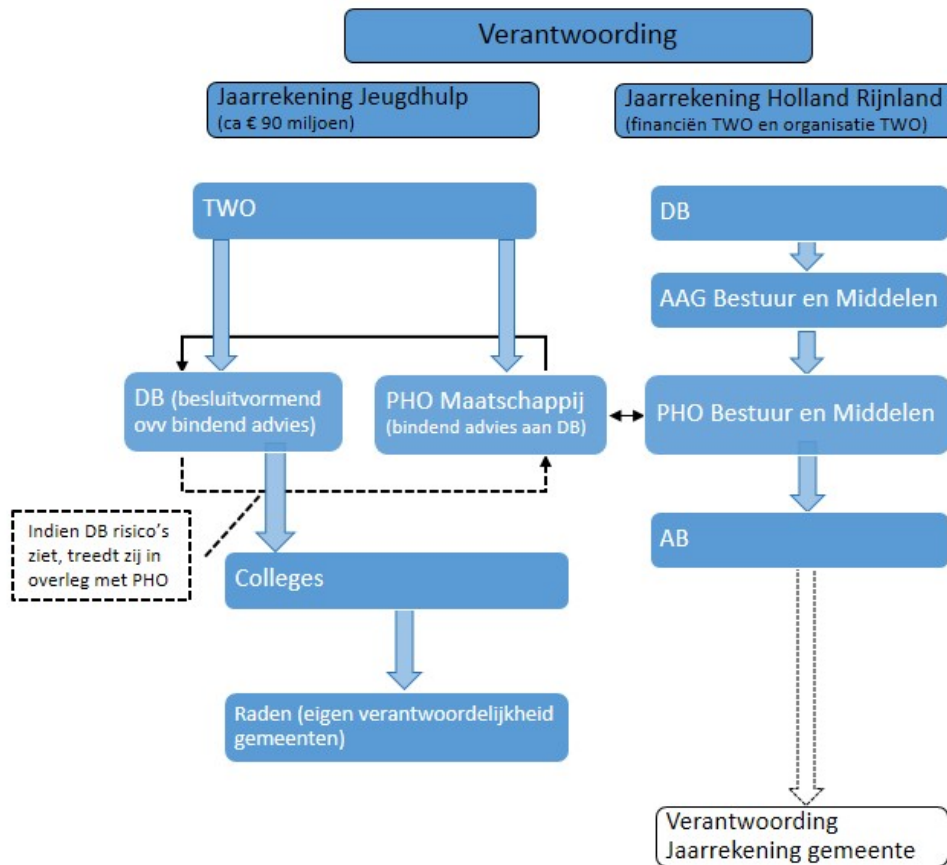 Verantwoording
Jaarrekening Jeugdhulp
(ca € 90 miljoen)
Jaarrekening Holland Rijnland
(financiën TWO en organisatie TWO)
TWO
DB
AAG Bestuur en Middelen
DB (besluitvormend
ovv bindend advies)
PHO Maatschappij
(bindend advies aan DB)
PHO Bestuur en Middelen
Indien DB risico's
ziet, treedt zij in
overleg met PHO
Colleges
AB
Raden (eigen verantwoordelijkheid
gemeenten)
Verantwoording
Jaarrekening gemeente